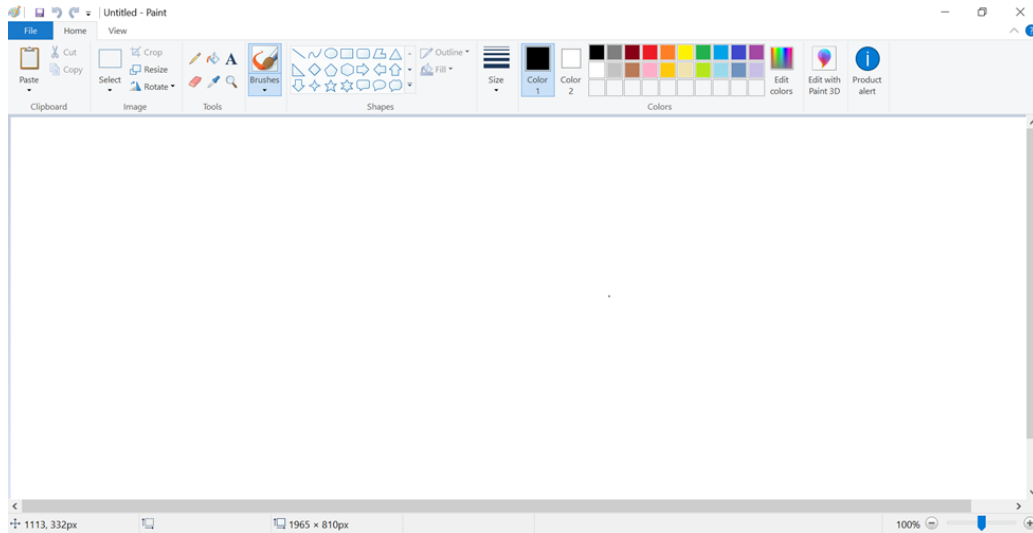 Untitled - Paint
File Home View
Paste
Cut
Copy
Clipboard
Select
Crop
Resize
Rotate
Image
A
Tools
Brushes
Outline
Fill
Shapes
Size
Color 1
Color 2
Edit colors
Colors
Edit with Paint 3D
Product alert
1113, 332px
1965 × 810px
100%